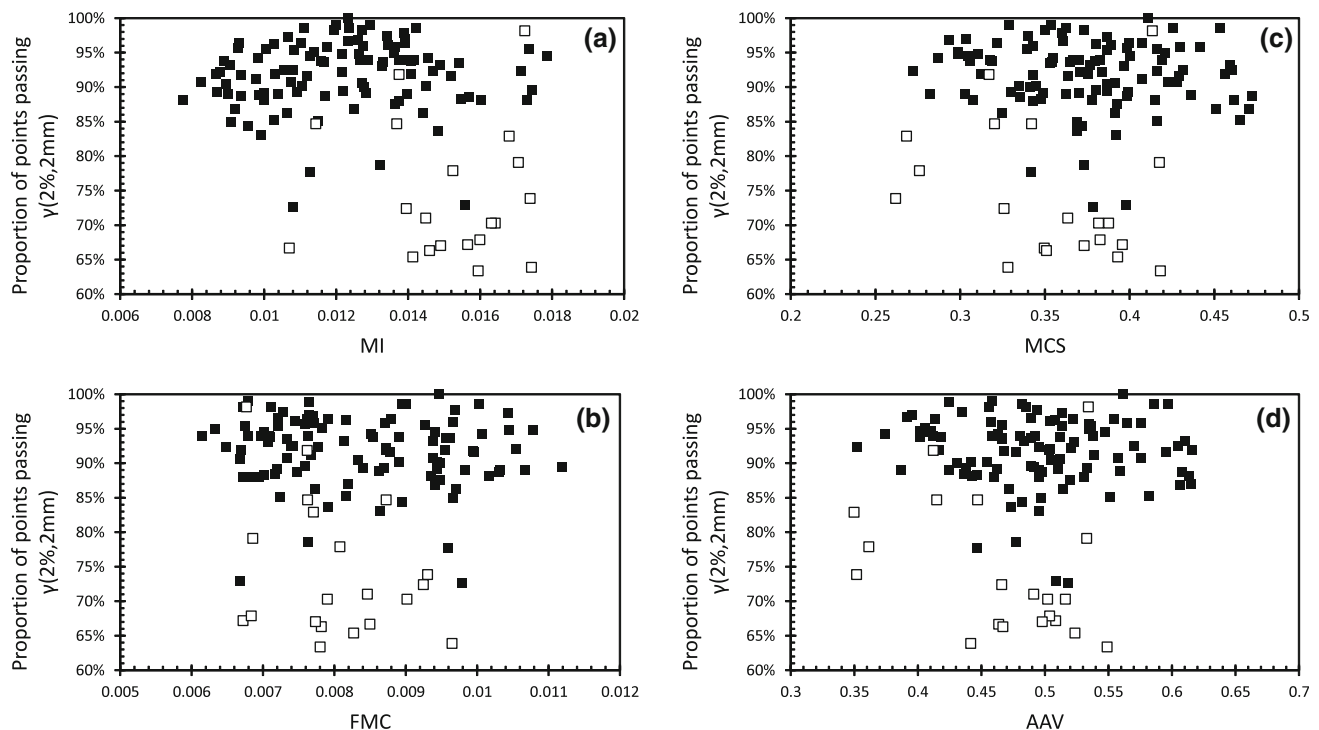 (a)
Proportion of points passing
γ(2%,2mm)
100%
95%
90%
85%
80%
75%
70%
65%
60%
0.006 0.008 0.01 0.012 0.014 0.016 0.018 0.02
MI
(c)
Proportion of points passing
γ(2%,2mm)
100%
95%
90%
85%
80%
75%
70%
65%
60%
0.2 0.25 0.3 0.35 0.4 0.45 0.5
MCS
(b)
Proportion of points passing
γ(2%,2mm)
100%
95%
90%
85%
80%
75%
70%
65%
60%
0.005 0.006 0.007 0.008 0.009 0.01 0.011 0.012
FMC
(d)
Proportion of points passing
γ(2%,2mm)
100%
95%
90%
85%
80%
75%
70%
65%
60%
0.3 0.35 0.4 0.45 0.5 0.55 0.6 0.65 0.7
AAV